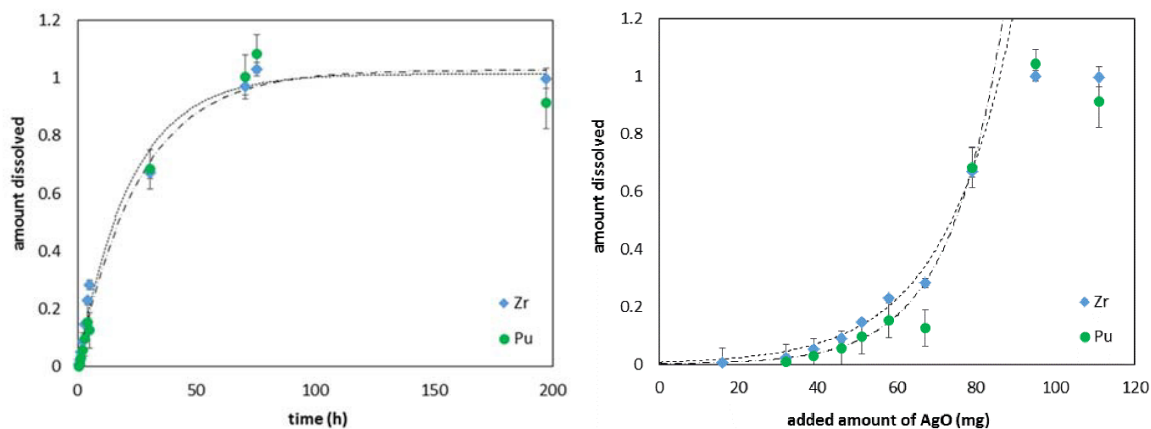 1.2
1
0.8
0.6
0.4
0.2
0
amount dissolved
0 50 100 150 200
time (h)
Zr
Pu
1.2
1
0.8
0.6
0.4
0.2
0
amount dissolved
0 20 40 60 80 100 120
added amount of AgO (mg)
Zr
Pu